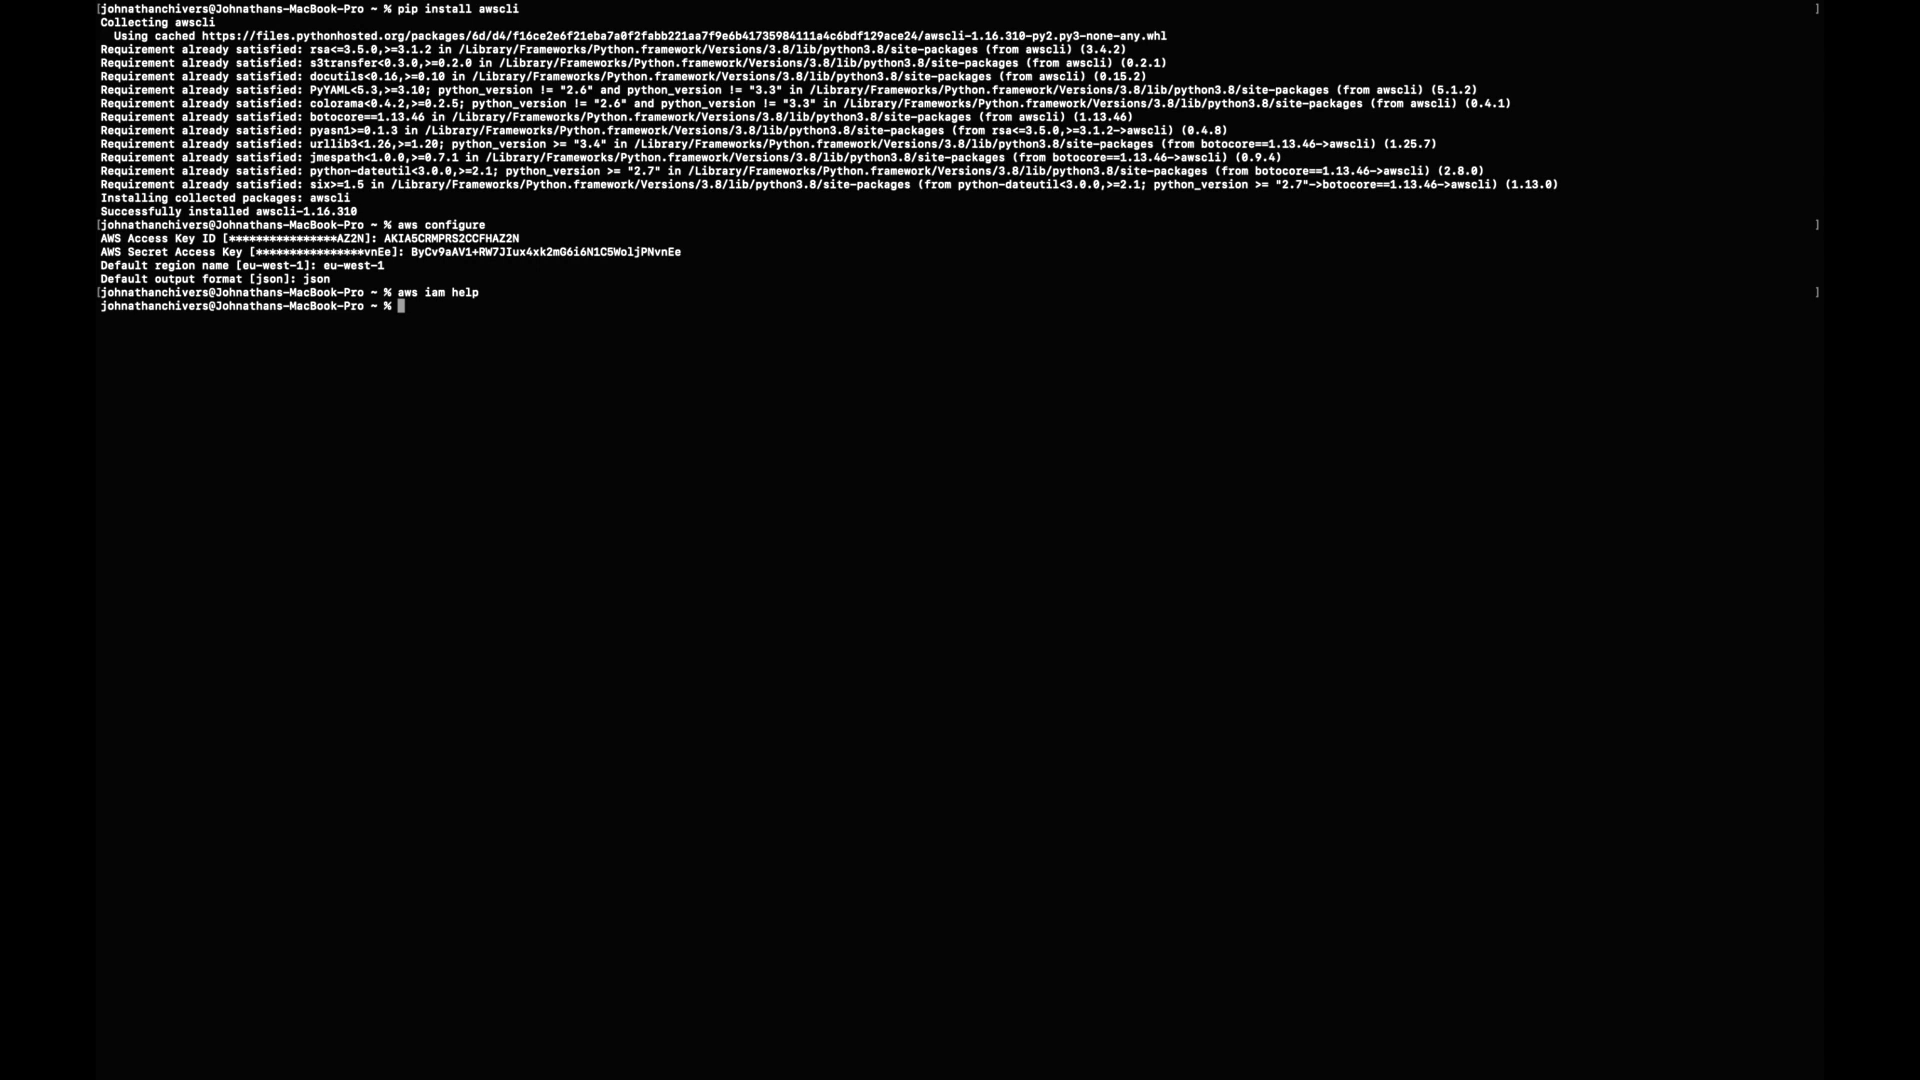 johnathanchivers@Johnathans-MacBook-Pro ~ % pip install awscli
Collecting awscli
Using cached https://files.pythonhosted.org/packages/6d/d4/f16ce2e6f21eba7a0f2fabb221aa7f9e6b41735984111a4c6bdf129ace24/awscli-1.16.310-py2.py3-none-any.whl
Requirement already satisfied: rsa<=3.5.0,>=3.1.2 in /Library/Frameworks/Python.framework/Versions/3.8/lib/python3.8/site-packages (from awscli) (3.4.2)
Requirement already satisfied: s3transfer<0.3.0,>=0.2.0 in /Library/Frameworks/Python.framework/Versions/3.8/lib/python3.8/site-packages (from awscli) (0.2.1)
Requirement already satisfied: docutils<0.16,>=0.10 in /Library/Frameworks/Python.framework/Versions/3.8/lib/python3.8/site-packages (from awscli) (0.15.2)
Requirement already satisfied: PyYAML<5.3,>=3.10; python_version != "2.6" and python_version != "3.3" in /Library/Frameworks/Python.framework/Versions/3.8/lib/python3.8/site-packages (from awscli) (5.1.2)
Requirement already satisfied: colorama<0.4.2,>=0.2.5; python_version != "2.6" and python_version != "3.3" in /Library/Frameworks/Python.framework/Versions/3.8/lib/python3.8/site-packages (from awscli) (0.4.1)
Requirement already satisfied: botocore==1.13.46 in /Library/Frameworks/Python.framework/Versions/3.8/lib/python3.8/site-packages (from awscli) (1.13.46)
Requirement already satisfied: pyasn1>=0.1.3 in /Library/Frameworks/Python.framework/Versions/3.8/lib/python3.8/site-packages (from rsa<=3.5.0,>=3.1.2->awscli) (0.4.8)
Requirement already satisfied: urllib3<1.26,>=1.20; python_version >= "3.4" in /Library/Frameworks/Python.framework/Versions/3.8/lib/python3.8/site-packages (from botocore==1.13.46->awscli) (1.25.7)
Requirement already satisfied: jmespath<1.0.0,>=0.7.1 in /Library/Frameworks/Python.framework/Versions/3.8/lib/python3.8/site-packages (from botocore==1.13.46->awscli) (0.9.4)
Requirement already satisfied: python-dateutil<3.0.0,>=2.1; python_version >= "2.7" in /Library/Frameworks/Python.framework/Versions/3.8/lib/python3.8/site-packages (from botocore==1.13.46->awscli) (2.8.0)
Requirement already satisfied: six>=1.5 in /Library/Frameworks/Python.framework/Versions/3.8/lib/python3.8/site-packages (from python-dateutil<3.0.0,>=2.1; python_version >= "2.7"->botocore==1.13.46->awscli) (1.13.0)
Installing collected packages: awscli
Successfully installed awscli-1.16.310
johnathanchivers@Johnathans-MacBook-Pro ~ % aws configure
AWS Access Key ID [****************AZ2N]: AKIA5CRMPRS2CCFHAZ2N
AWS Secret Access Key [****************vnEe]: 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
Default region name [eu-west-1]: eu-west-1
Default output format [json]: json
johnathanchivers@Johnathans-MacBook-Pro ~ % aws iam help
johnathanchivers@Johnathans-MacBook-Pro ~ %